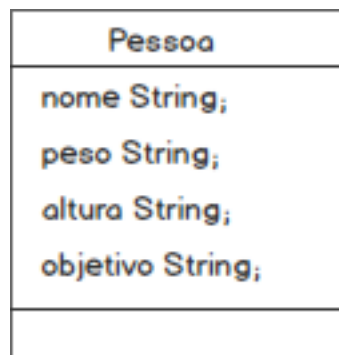 Pessoa
nome String;
peso String;
altura String;
objetivo String;